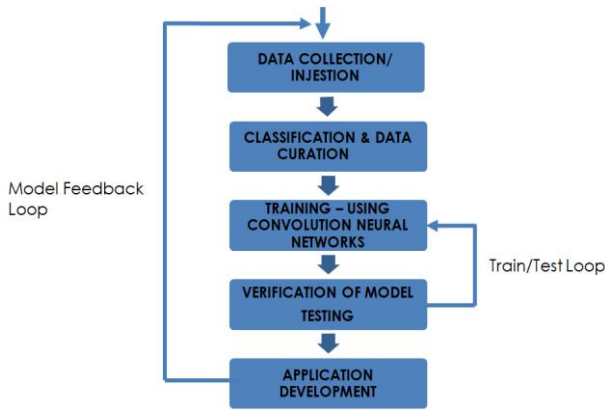 DATA COLLECTION/
INJESTION
CLASSIFICATION & DATA
CURATION
Model Feedback
Loop
TRAINING – USING
CONVOLUTION NEURAL
NETWORKS
Train/Test Loop
VERIFICATION OF MODEL
TESTING
APPLICATION
DEVELOPMENT